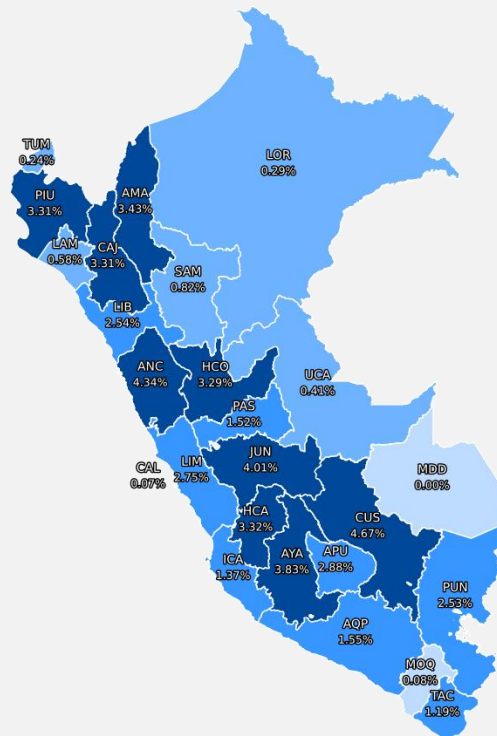 TUM
0.24%
LOR
0.29%
PIU
3.31%
AMA
3.43%
LAM
0.58%
CAJ
3.31%
SAM
0.82%
LIB
2.54%
ANC
4.34%
HCO
3.29%
UCA
0.41%
PAS
1.52%
JUN
4.01%
CAL
0.07%
LIM
2.75%
MDD
0.00%
HCA
3.32%
CUS
4.67%
ICA
1.37%
AYA
3.83%
APU
2.88%
PUN
2.53%
AQP
1.55%
MOQ
0.08%
TAC
1.19%